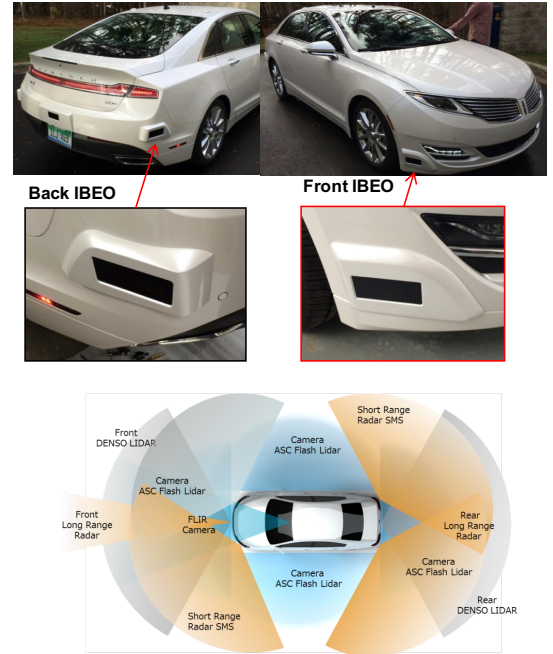 Back IBEO
Front IBEO
Short Range
Radar SMS
Front
DENSO LIDAR
Camera
ASC Flash Lidar
Camera
ASC Flash Lidar
Front
Long Range
Radar
FLIR
Camera
Rear
Long Range
Radar
Camera
ASC Flash Lidar
Camera
ASC Flash Lidar
Rear
DENSO LIDAR
Short Range
Radar SMS